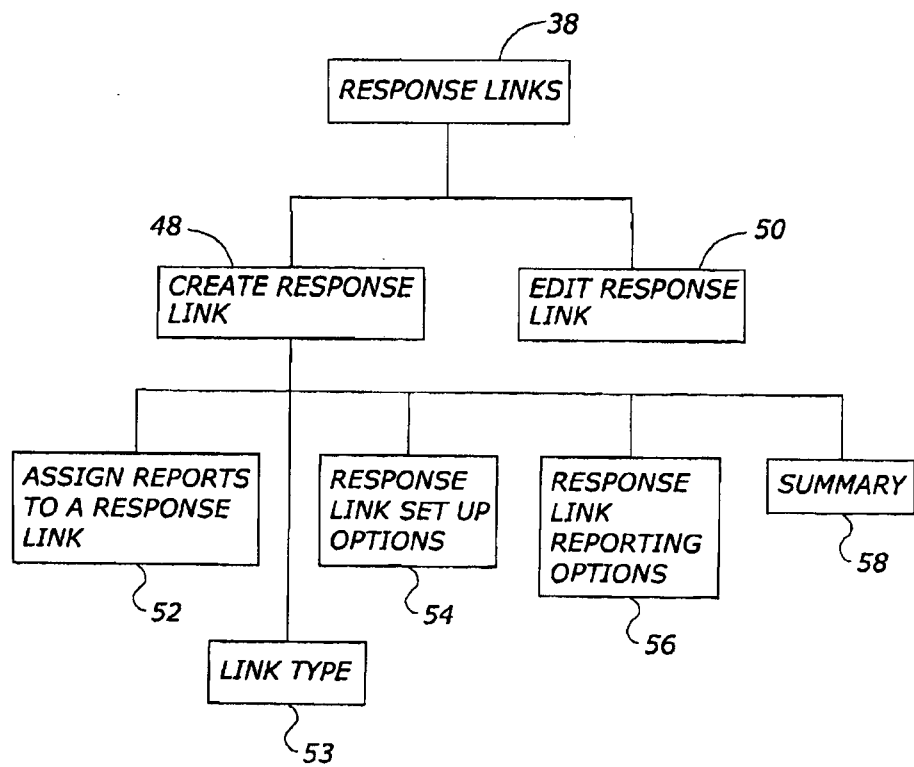 38
RESPONSE LINKS
48
CREATE RESPONSE
LINK
50
EDIT RESPONSE
LINK
ASSIGN REPORTS
TO A RESPONSE
LINK
52
RESPONSE
LINK SET UP
OPTIONS
54
RESPONSE
LINK
REPORTING
OPTIONS
56
SUMMARY
58
LINK TYPE
53